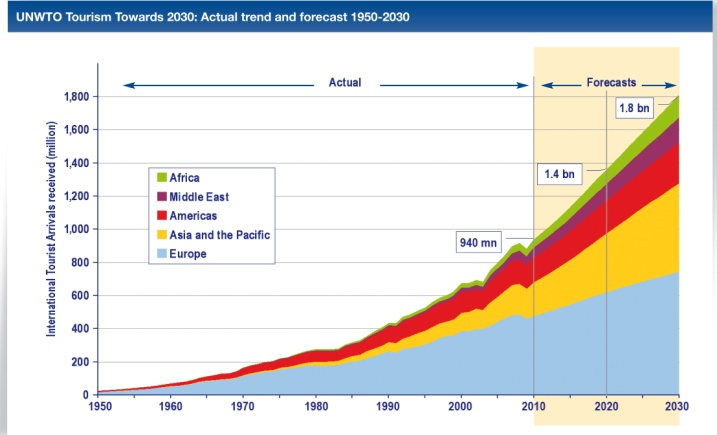 UNWTO Tourism Towards 2030: Actual trend and forecast 1950-2030
International Tourist Arrivals received (million)
Actual
Forecasts
1,800
1,600
1,400
1,200
1,000
800
600
400
200
0
Africa
Middle East
Americas
Asia and the Pacific
Europe
940 mn
1.4 bn
1.8 bn
1950 1960 1970 1980 1990 2000 2010 2020 2030